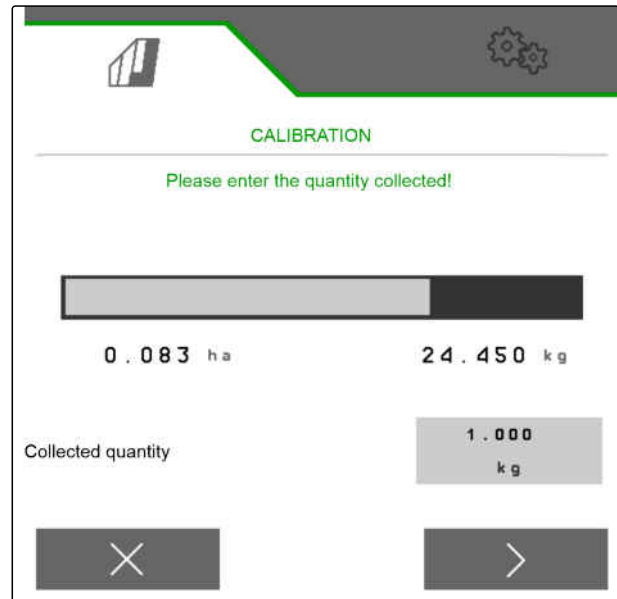 CALIBRATION
Please enter the quantity collected!
0.083 ha 24.450 kg
Collected quantity
1.000
kg